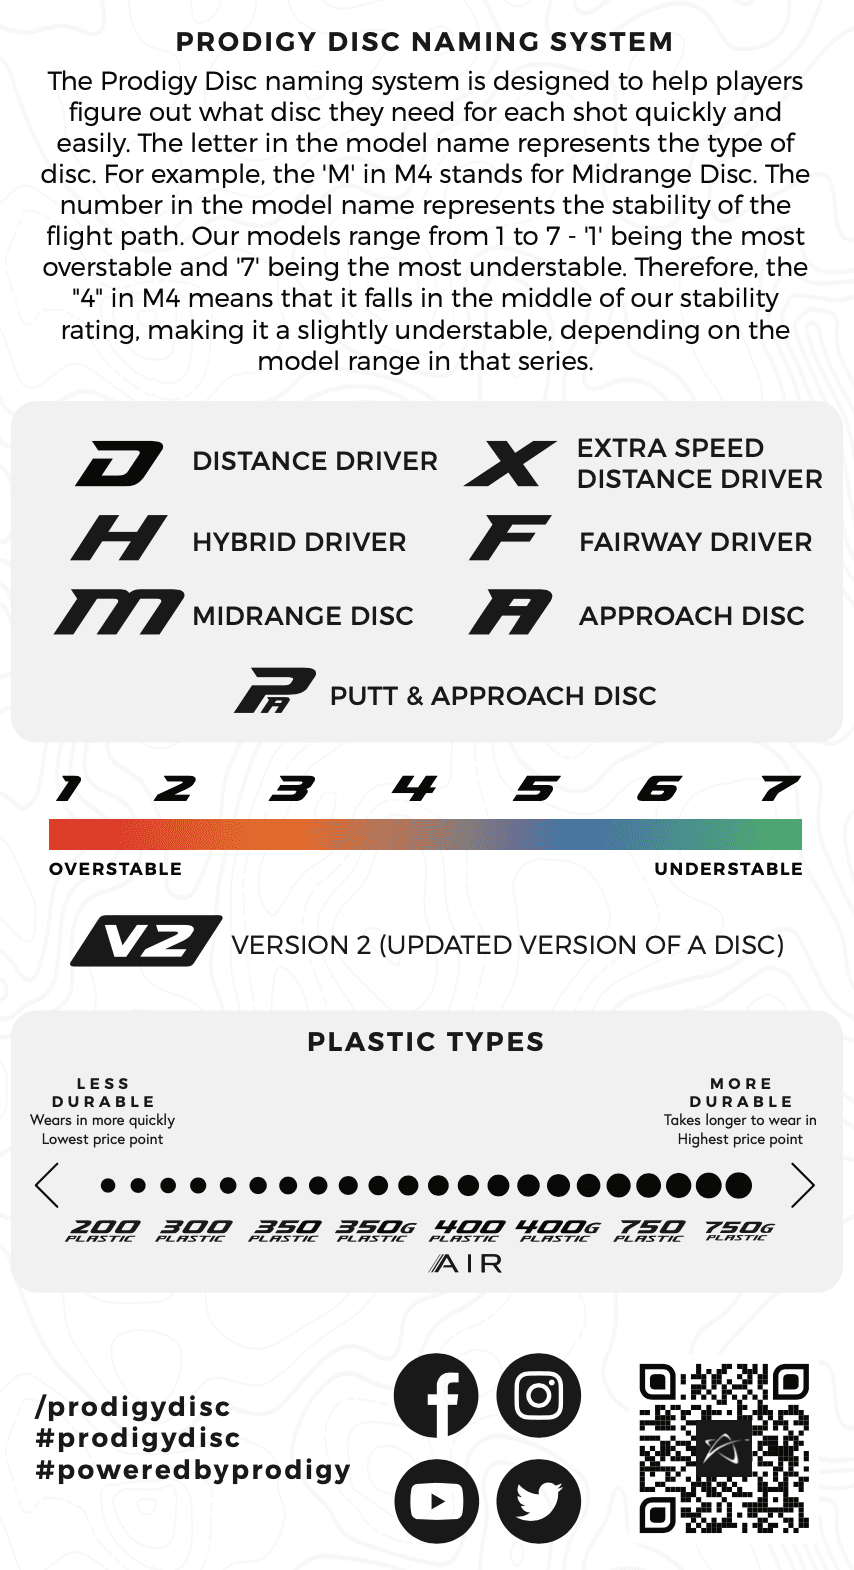 PRODIGY DISC NAMING SYSTEM
The Prodigy Disc naming system is designed to help players
figure out what disc they need for each shot quickly and
easily. The letter in the model name represents the type of
disc. For example, the 'M' in M4 stands for Midrange Disc. The
number in the model name represents the stability of the
flight path. Our models range from 1 to 7 - '1' being the most
overstable and '7' being the most understable. Therefore, the
"4" in M4 means that it falls in the middle of our stability
rating, making it a slightly understable, depending on the
model range in that series.
D DISTANCE DRIVER
X EXTRA SPEED
DISTANCE DRIVER
H HYBRID DRIVER
F FAIRWAY DRIVER
M MIDRANGE DISC
A APPROACH DISC
PA PUTT & APPROACH DISC
1 2 3 4 5 6 7
OVERSTABLE UNDERSTABLE
V2 VERSION 2 (UPDATED VERSION OF A DISC)
PLASTIC TYPES
LESS
DURABLE
Wears in more quickly
Lowest price point
MORE
DURABLE
Takes longer to wear in
Highest price point
200 300 350 350G 400 400G 750 750G
PLASTIC PLASTIC PLASTIC PLASTIC PLASTIC PLASTIC PLASTIC PLASTIC
AIR
/prodigydisc
#prodigydisc
#poweredbyprodigy